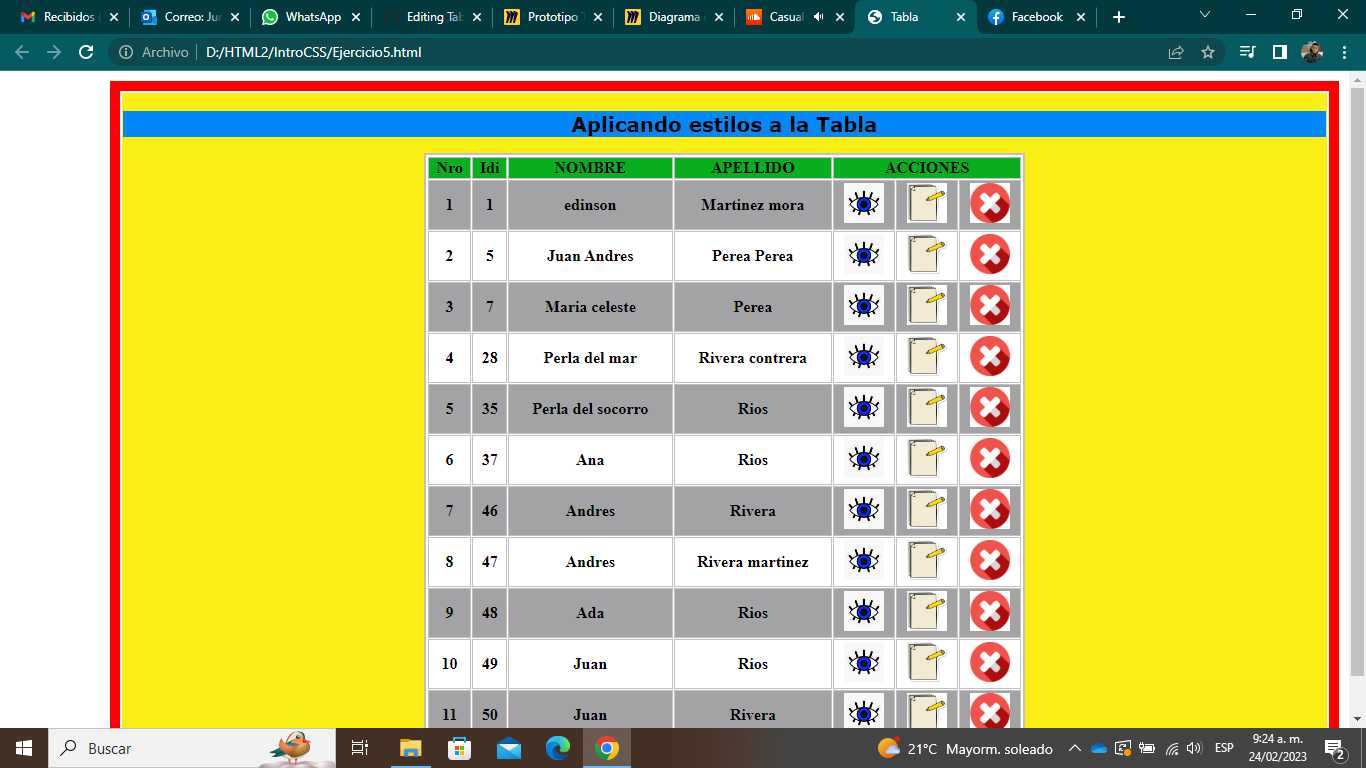 Recibidos (
Correo: Jur
WhatsApp
Editing Tab
Prototipo T
Diagrama d
Casual
Tabla
Facebook
Archivo D:/HTML2/IntroCSS/Ejercicio5.html
Aplicando estilos a la Tabla
Nro Idi NOMBRE APELLIDO ACCIONES
1 1 edinson Martinez mora
2 5 Juan Andres Perea Perea
3 7 Maria celeste Perea
4 28 Perla del mar Rivera contrera
5 35 Perla del socorro Rios
6 37 Ana Rios
7 46 Andres Rivera
8 47 Andres Rivera martinez
9 48 Ada Rios
10 49 Juan Rios
11 50 Juan Rivera
Buscar
21°C Mayorm. soleado
ESP
9:24 a. m.
24/02/2023
2